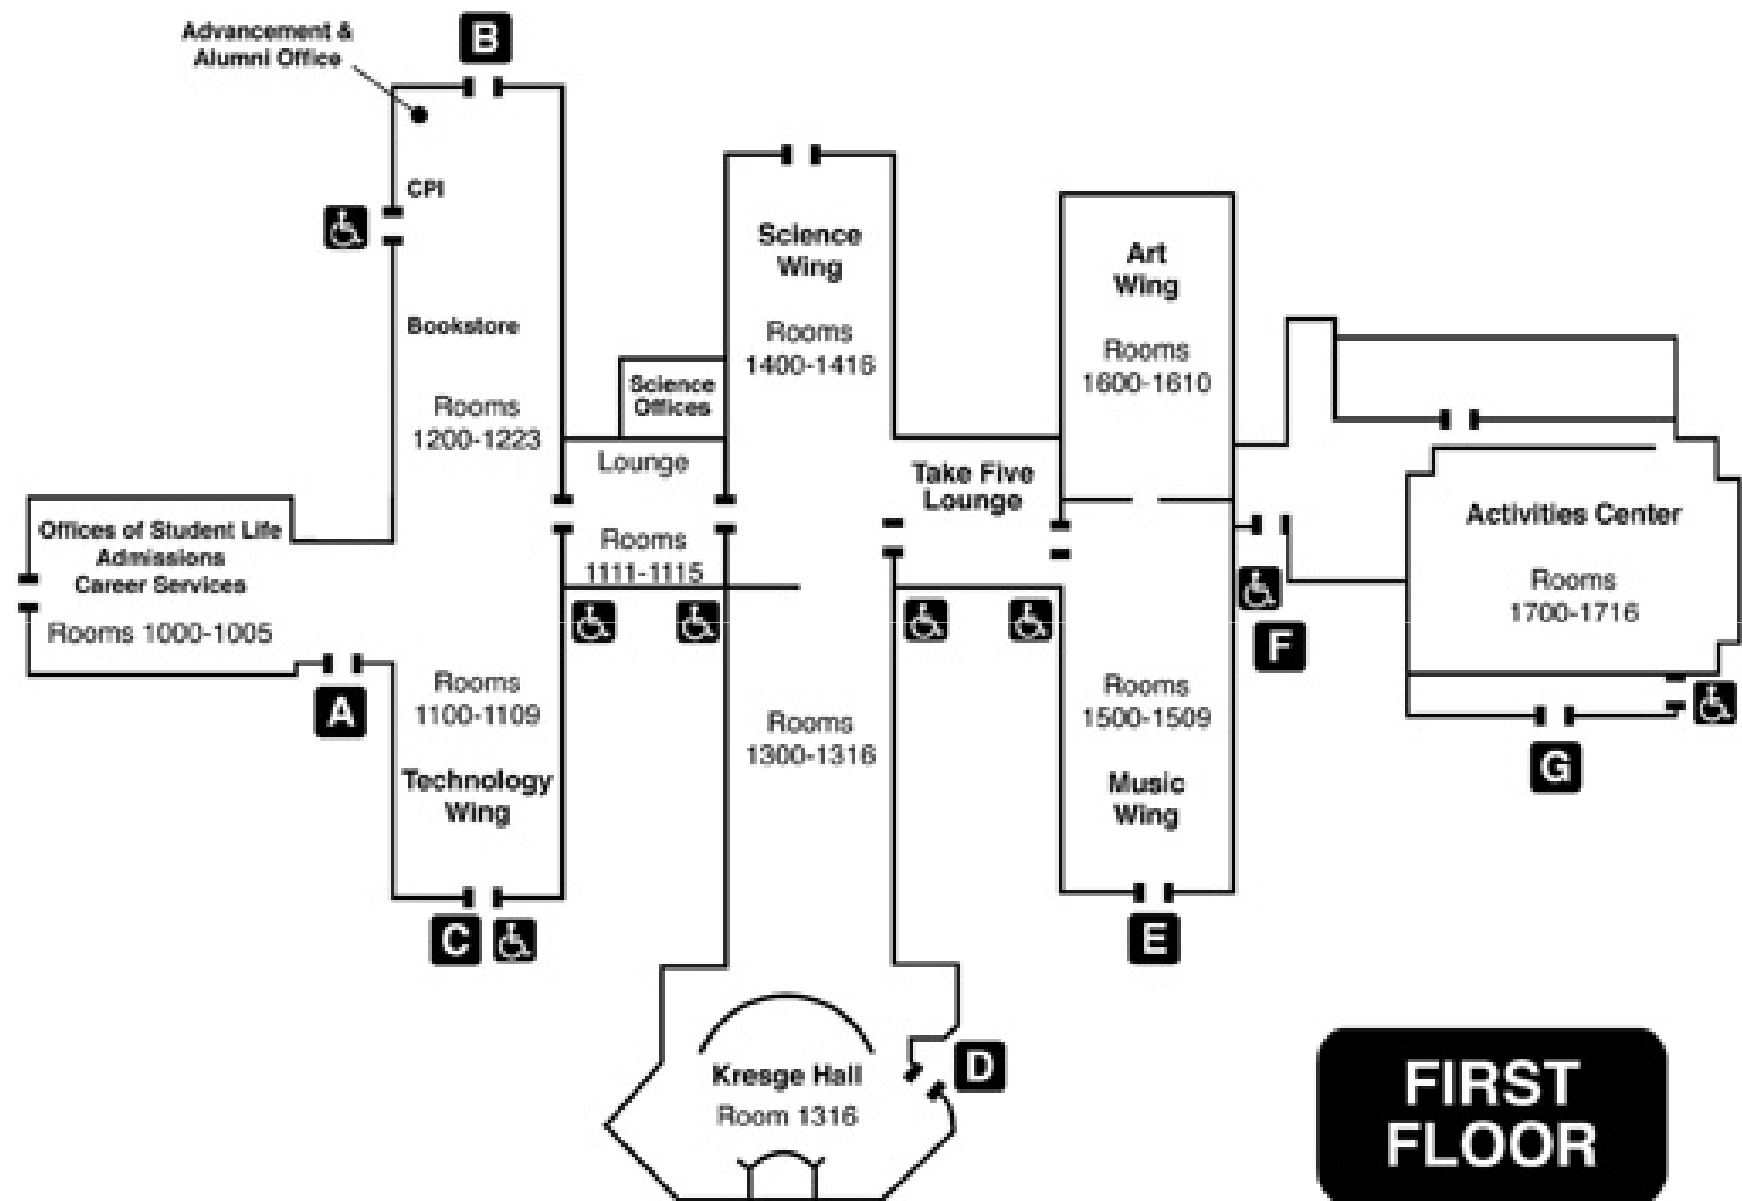 Advancement &
Alumni Office
B
CPI
Bookstore
Rooms
1200-1223
Science
Wing
Rooms
1400-1416
Science
Offices
Lounge
Rooms
1111-1115
Art
Wing
Rooms
1600-1610
Take Five
Lounge
Activities Center
Rooms
1700-1716
Offices of Student Life
Admissions
Career Services
Rooms 1000-1005
A
Rooms
1100-1109
Technology
Wing
C
Rooms
1300-1316
Rooms
1500-1509
Music
Wing
E
F
G
Kresge Hall
Room 1316
D
FIRST
FLOOR